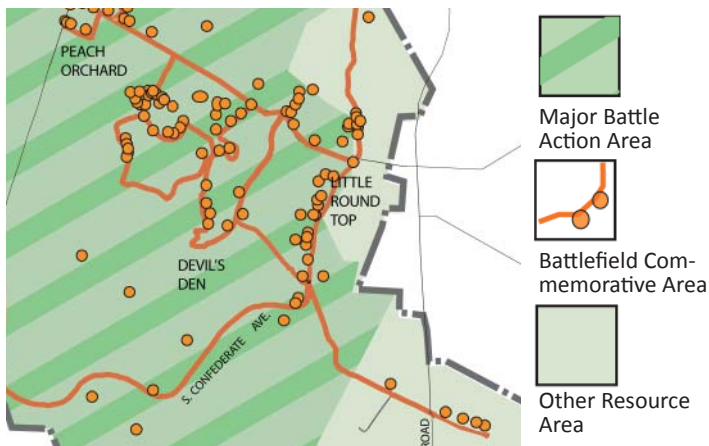 PEACH
ORCHARD
LITTLE
ROUND
TOP
DEVIL'S
DEN
S. CONFEDERATE AVE.
ROAD
Major Battle
Action Area
Battlefield Com-
memorative Area
Other Resource
Area